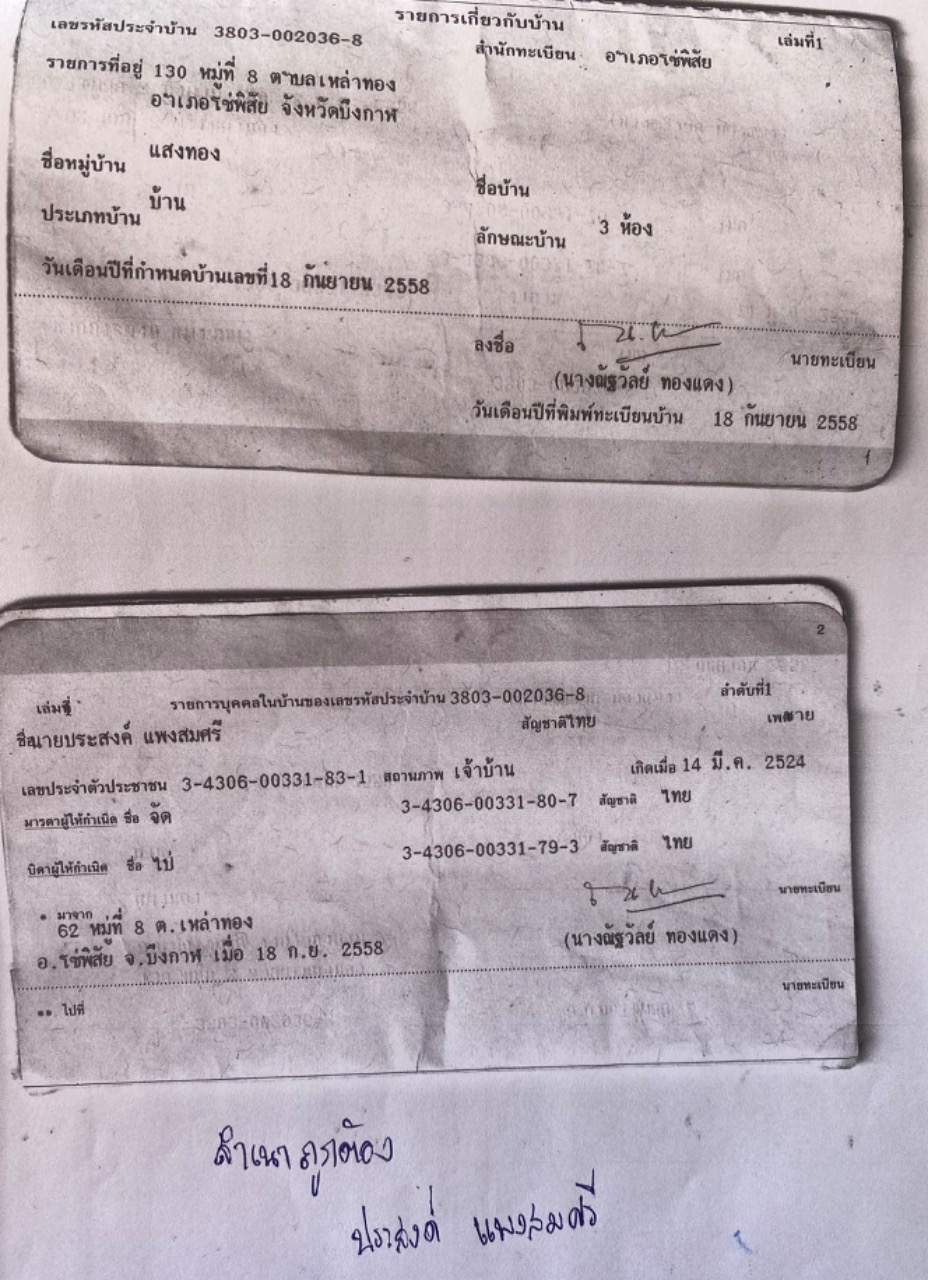 รายการเกี่ยวกับบ้าน เล่มที่1
เลขรหัสประจำบ้าน 3803-002036-8 สำนักทะเบียน อำเภอโซ่พิสัย
รายการที่อยู่ 130 หมู่ที่ 8 ตำบลเหล่าทอง
อำเภอโซ่พิสัย จังหวัดบึงกาฬ
ชื่อหมู่บ้าน แสงทอง ชื่อบ้าน
ประเภทบ้าน บ้าน ลักษณะบ้าน 3 ห้อง
วันเดือนปีที่กำหนดบ้านเลขที่18 กันยายน 2558
ลงชื่อ นายทะเบียน
(นางณัฐวัลย์ ทองแดง)
วันเดือนปีที่พิมพ์ทะเบียนบ้าน 18 กันยายน 2558
1
2
เล่มที่ รายการบุคคลในบ้านของเลขรหัสประจำบ้าน 3803-002036-8 ลำดับที่1
ชื่อนายประสงค์ แพงสมศรี สัญชาติไทย เพศชาย
เลขประจำตัวประชาชน 3-4306-00331-83-1 สถานภาพ เจ้าบ้าน เกิดเมื่อ 14 มี.ค. 2524
มารดาผู้ให้กำเนิด ชื่อ จัด 3-4306-00331-80-7 สัญชาติ ไทย
บิดาผู้ให้กำเนิด ชื่อ ไป่ 3-4306-00331-79-3 สัญชาติ ไทย
* มาจาก นายทะเบียน
62 หมู่ที่ 8 ต.เหล่าทอง
อ.โซ่พิสัย จ.บึงกาฬ เมื่อ 18 ก.ย. 2558 (นางณัฐวัลย์ ทองแดง)
** ไปที่ นายทะเบียน
สำเนาถูกต้อง
ประสงค์ แพงสมศรี